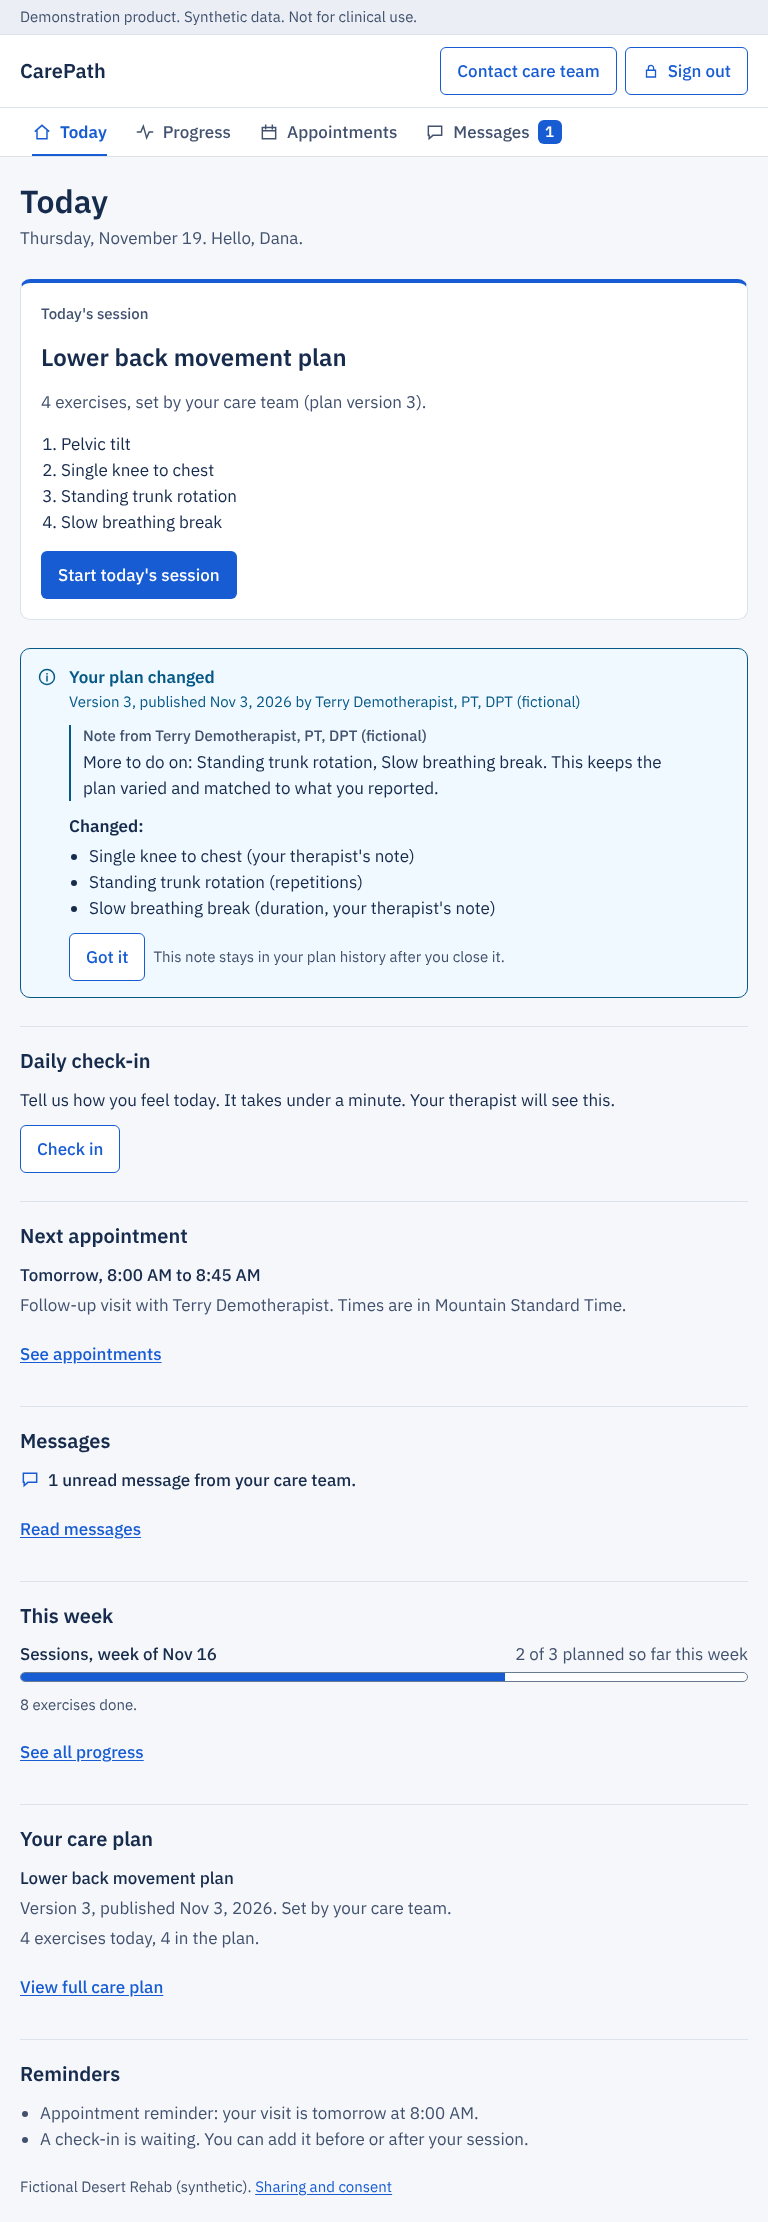 Demonstration product. Synthetic data. Not for clinical use.
CarePath
Contact care team
Sign out
Today
Progress
Appointments
Messages 1
Today
Thursday, November 19. Hello, Dana.
Today's session
Lower back movement plan
4 exercises, set by your care team (plan version 3).
1. Pelvic tilt
2. Single knee to chest
3. Standing trunk rotation
4. Slow breathing break
Start today's session
Your plan changed
Version 3, published Nov 3, 2026 by Terry Demotherapist, PT, DPT (fictional)
Note from Terry Demotherapist, PT, DPT (fictional)
More to do on: Standing trunk rotation, Slow breathing break. This keeps the
plan varied and matched to what you reported.
Changed:
• Single knee to chest (your therapist's note)
• Standing trunk rotation (repetitions)
• Slow breathing break (duration, your therapist's note)
Got it
This note stays in your plan history after you close it.
Daily check-in
Tell us how you feel today. It takes under a minute. Your therapist will see this.
Check in
Next appointment
Tomorrow, 8:00 AM to 8:45 AM
Follow-up visit with Terry Demotherapist. Times are in Mountain Standard Time.
See appointments
Messages
1 unread message from your care team.
Read messages
This week
Sessions, week of Nov 16
2 of 3 planned so far this week
8 exercises done.
See all progress
Your care plan
Lower back movement plan
Version 3, published Nov 3, 2026. Set by your care team.
4 exercises today, 4 in the plan.
View full care plan
Reminders
• Appointment reminder: your visit is tomorrow at 8:00 AM.
• A check-in is waiting. You can add it before or after your session.
Fictional Desert Rehab (synthetic). Sharing and consent